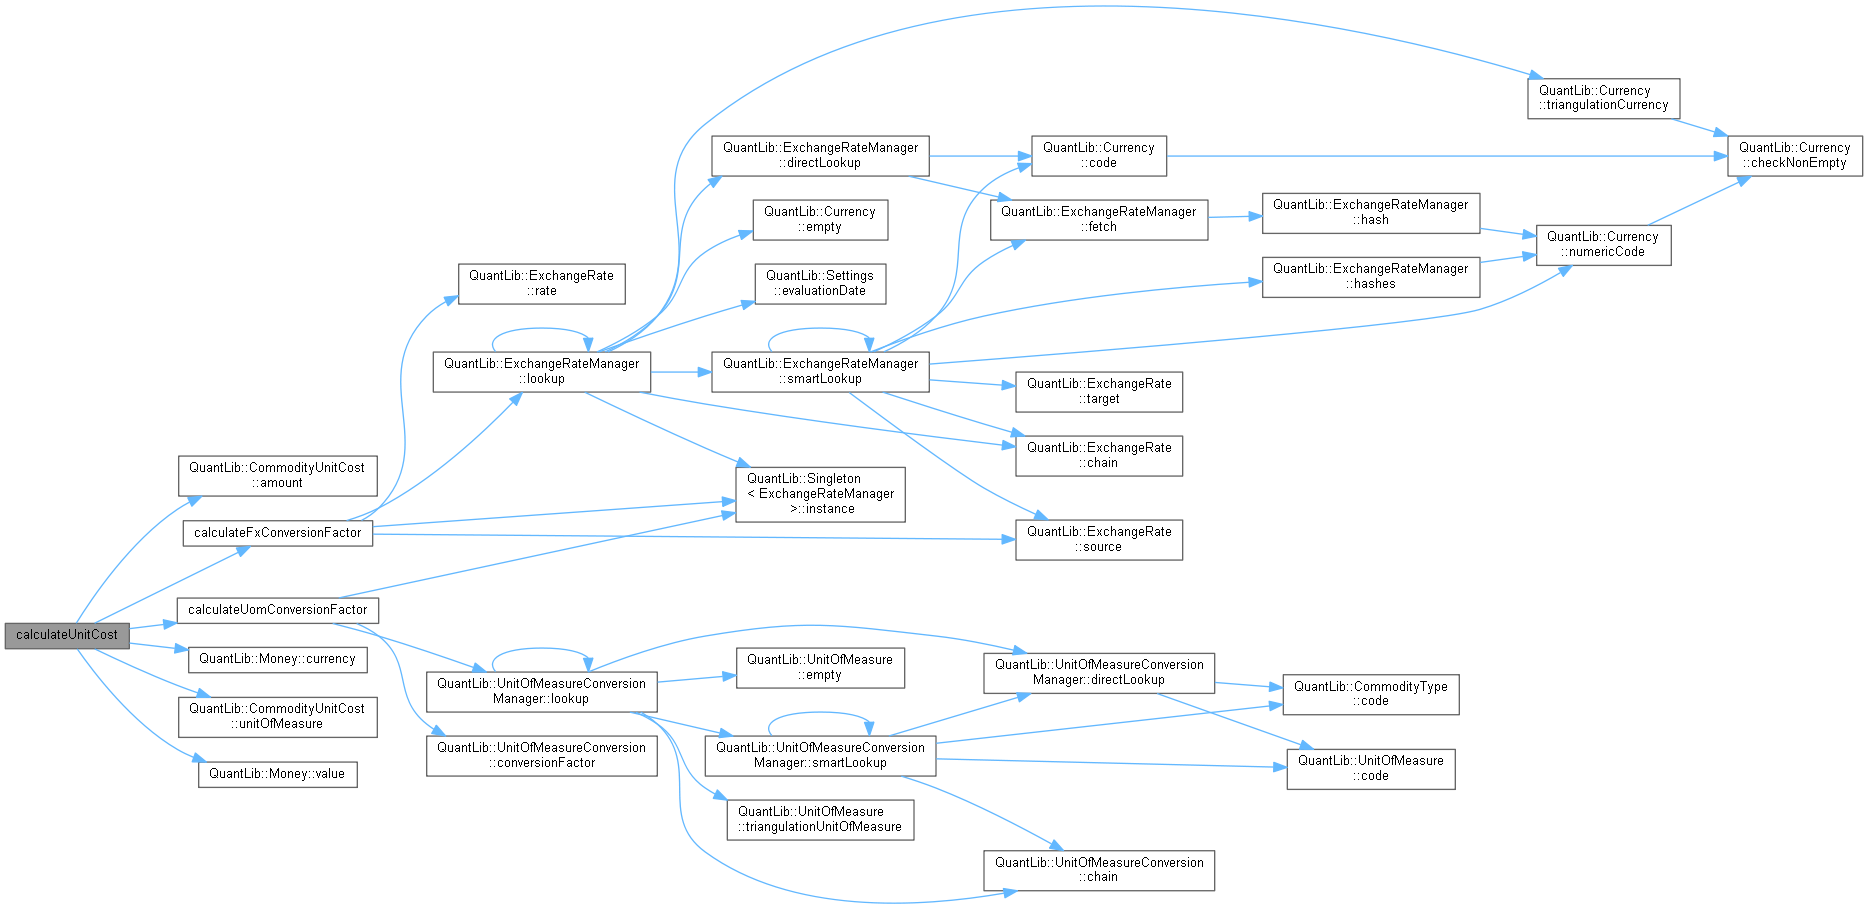 calculateUnitCost
QuantLib::CommodityUnitCost
::amount
calculateFxConversionFactor
calculateUomConversionFactor
QuantLib::Money::currency
QuantLib::CommodityUnitCost
::unitOfMeasure
QuantLib::Money::value
QuantLib::ExchangeRate
::rate
QuantLib::ExchangeRateManager
::lookup
QuantLib::UnitOfMeasureConversion
Manager::lookup
QuantLib::UnitOfMeasureConversion
::conversionFactor
QuantLib::ExchangeRateManager
::directLookup
QuantLib::Currency
::empty
QuantLib::Settings
::evaluationDate
QuantLib::ExchangeRateManager
::smartLookup
QuantLib::Singleton
< ExchangeRateManager
>::instance
QuantLib::UnitOfMeasure
::empty
QuantLib::UnitOfMeasureConversion
Manager::smartLookup
QuantLib::UnitOfMeasure
::triangulationUnitOfMeasure
QuantLib::Currency
::code
QuantLib::ExchangeRateManager
::fetch
QuantLib::ExchangeRate
::target
QuantLib::ExchangeRate
::chain
QuantLib::ExchangeRate
::source
QuantLib::UnitOfMeasureConversion
Manager::directLookup
QuantLib::UnitOfMeasureConversion
::chain
QuantLib::ExchangeRateManager
::hash
QuantLib::ExchangeRateManager
::hashes
QuantLib::CommodityType
::code
QuantLib::UnitOfMeasure
::code
QuantLib::Currency
::triangulationCurrency
QuantLib::Currency
::numericCode
QuantLib::Currency
::checkNonEmpty